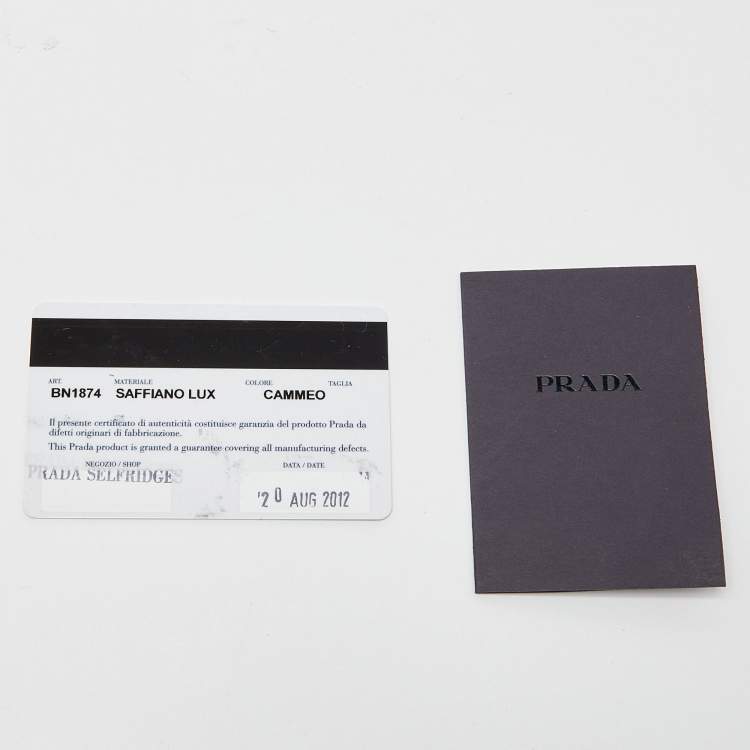 ART. MATERIALE COLORE TAGLIA
BN1874 SAFFIANO LUX CAMMEO
Il presente certificato di autenticità costituisce garanzia del prodotto Prada da
difetti originari di fabbricazione.
This Prada product is granted a guarantee covering all manufacturing defects.
NEGOZIO / SHOP DATA / DATE
PRADA SELFRIDGES
20 AUG 2012
PRADA